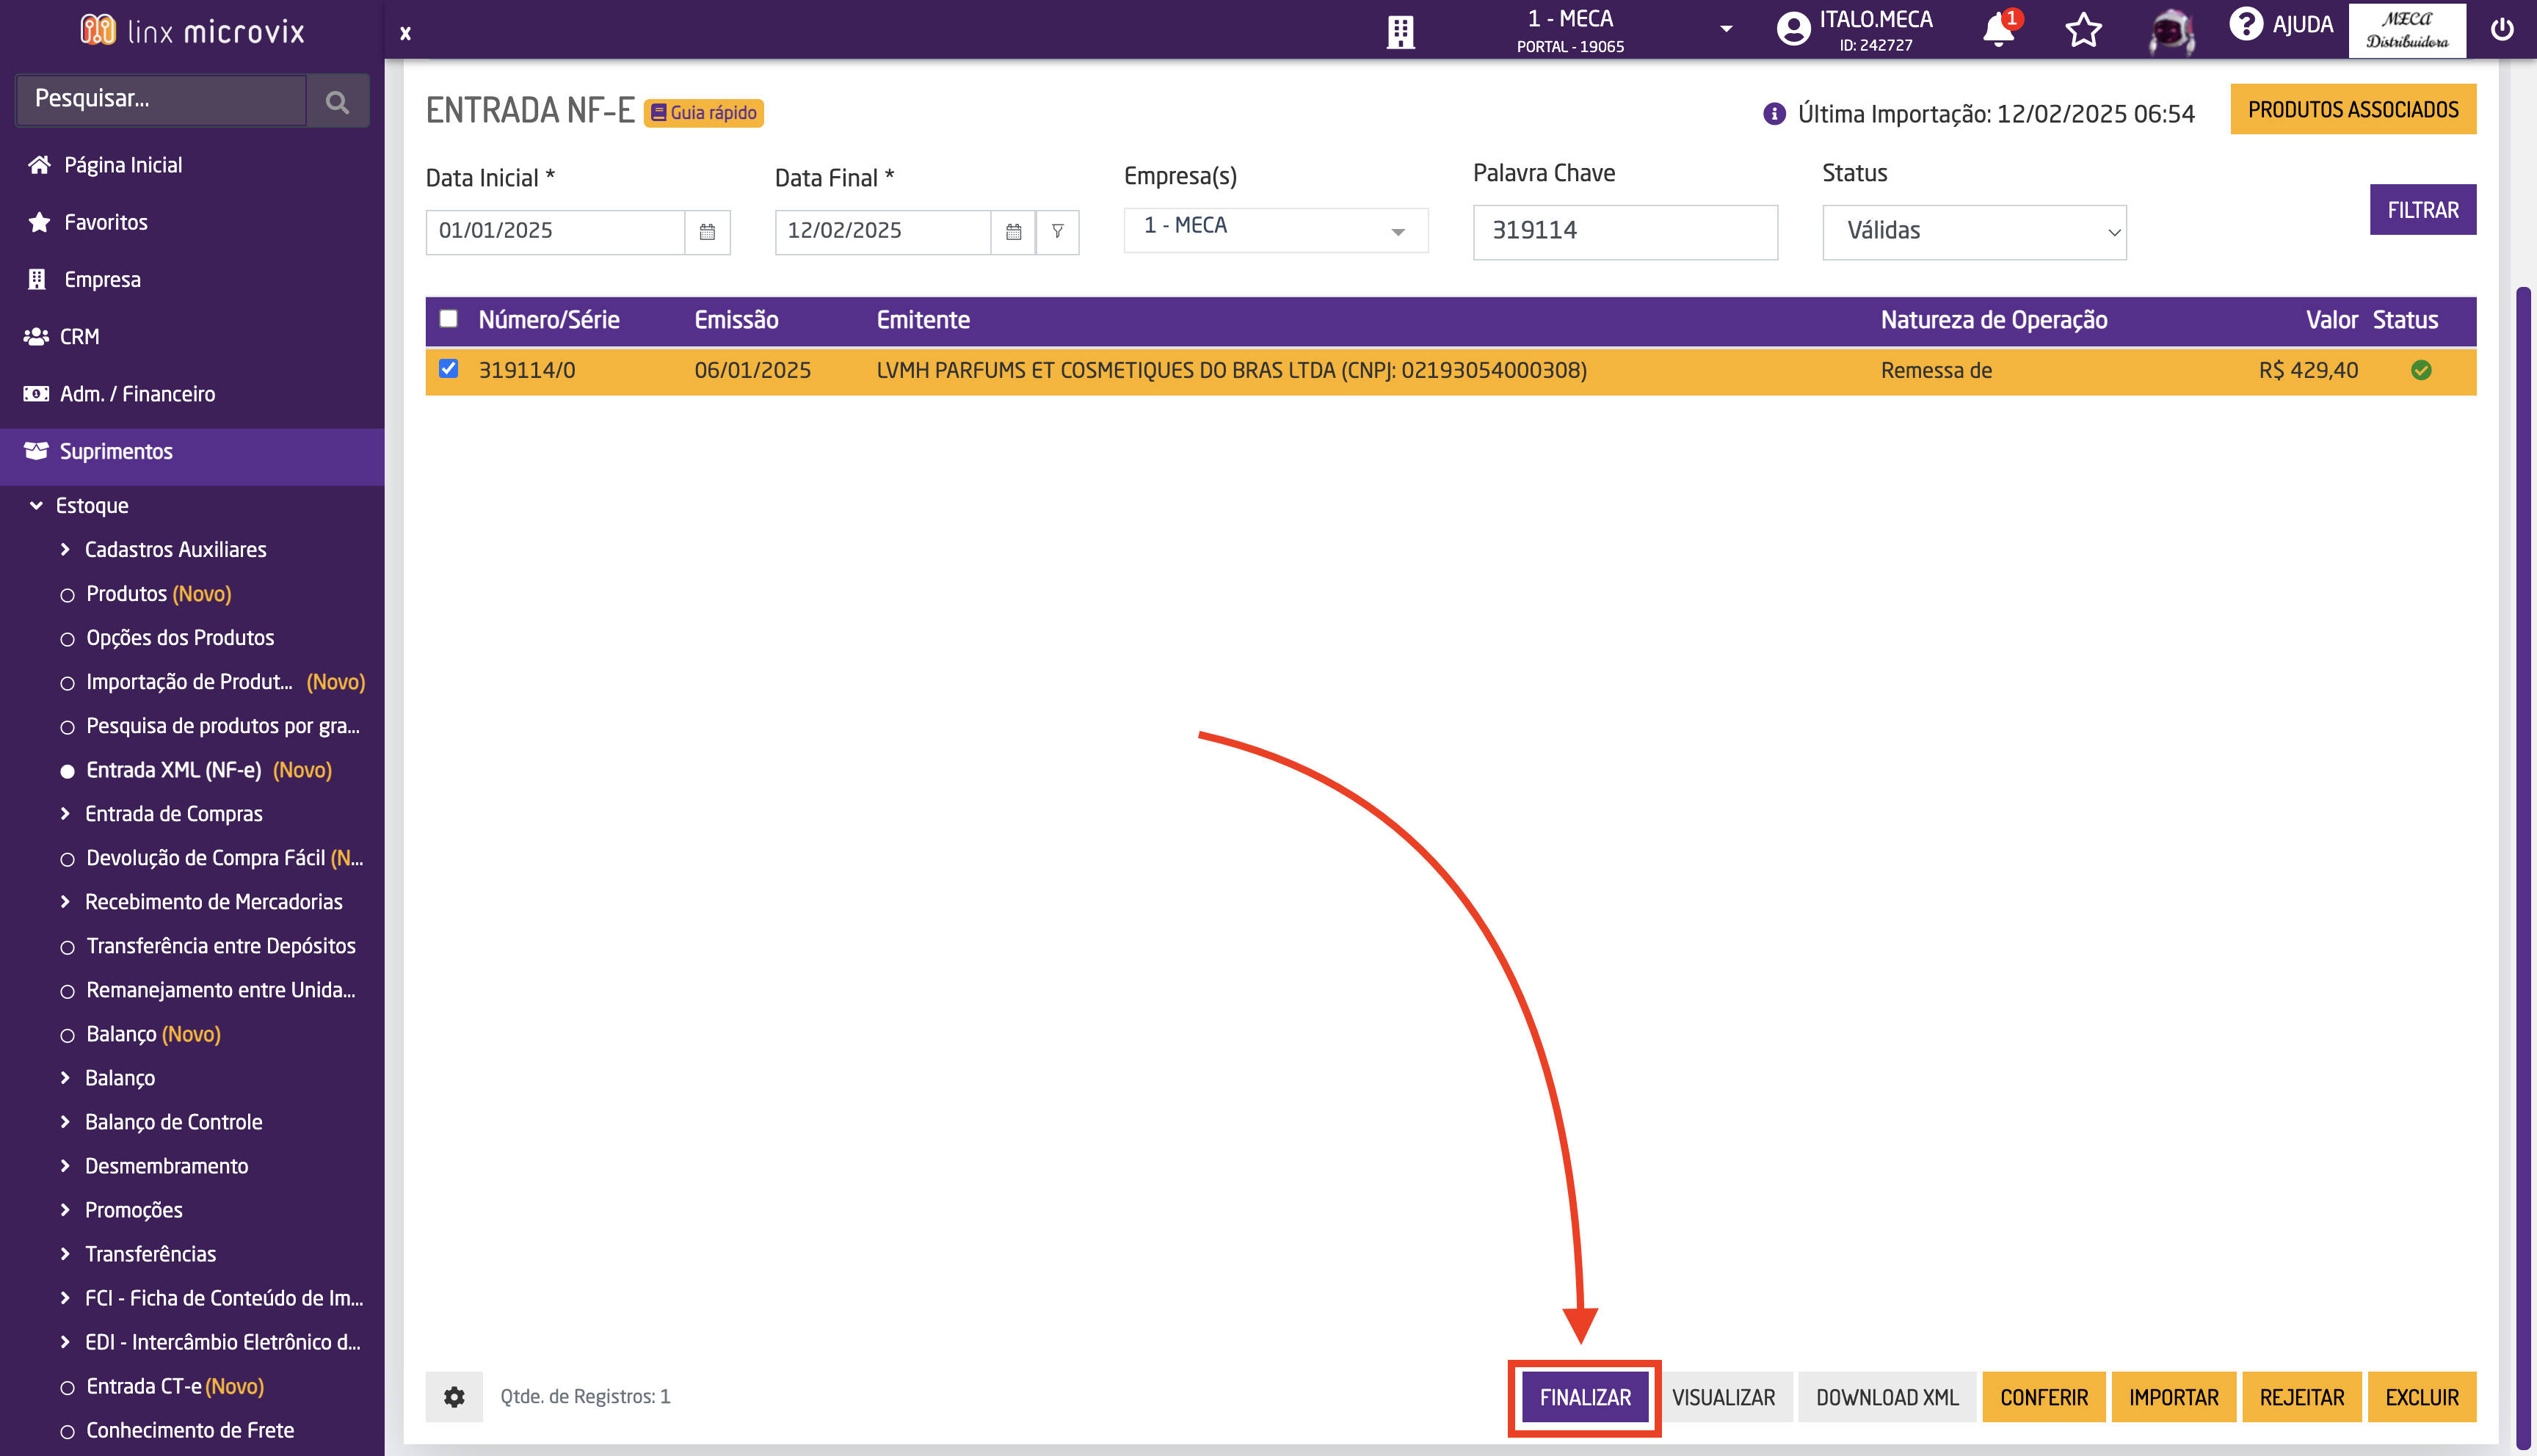 linx microvix
x
1 - MECA
PORTAL - 19065
ITALO.MECA
ID: 242727
1
AJUDA
MECA
Distribuidora
Pesquisar...
Página Inicial
Favoritos
Empresa
CRM
Adm. / Financeiro
Suprimentos
Estoque
Cadastros Auxiliares
Produtos (Novo)
Opções dos Produtos
Importação de Produt... (Novo)
Pesquisa de produtos por gra...
Entrada XML (NF-e) (Novo)
Entrada de Compras
Devolução de Compra Fácil (N...
Recebimento de Mercadorias
Transferência entre Depósitos
Remanejamento entre Unida...
Balanço (Novo)
Balanço
Balanço de Controle
Desmembramento
Promoções
Transferências
FCI - Ficha de Conteúdo de Im...
EDI - Intercâmbio Eletrônico d...
Entrada CT-e (Novo)
Conhecimento de Frete
ENTRADA NF-E Guia rápido
Última Importação: 12/02/2025 06:54
PRODUTOS ASSOCIADOS
Data Inicial * Data Final * Empresa(s) Palavra Chave Status
01/01/2025 12/02/2025 1 - MECA 319114 Válidas FILTRAR
Número/Série Emissão Emitente Natureza de Operação Valor Status
319114/0 06/01/2025 LVMH PARFUMS ET COSMETIQUES DO BRAS LTDA (CNPJ: 02193054000308) Remessa de R$ 429,40
Qtde. de Registros: 1
FINALIZAR VISUALIZAR DOWNLOAD XML CONFERIR IMPORTAR REJEITAR EXCLUIR